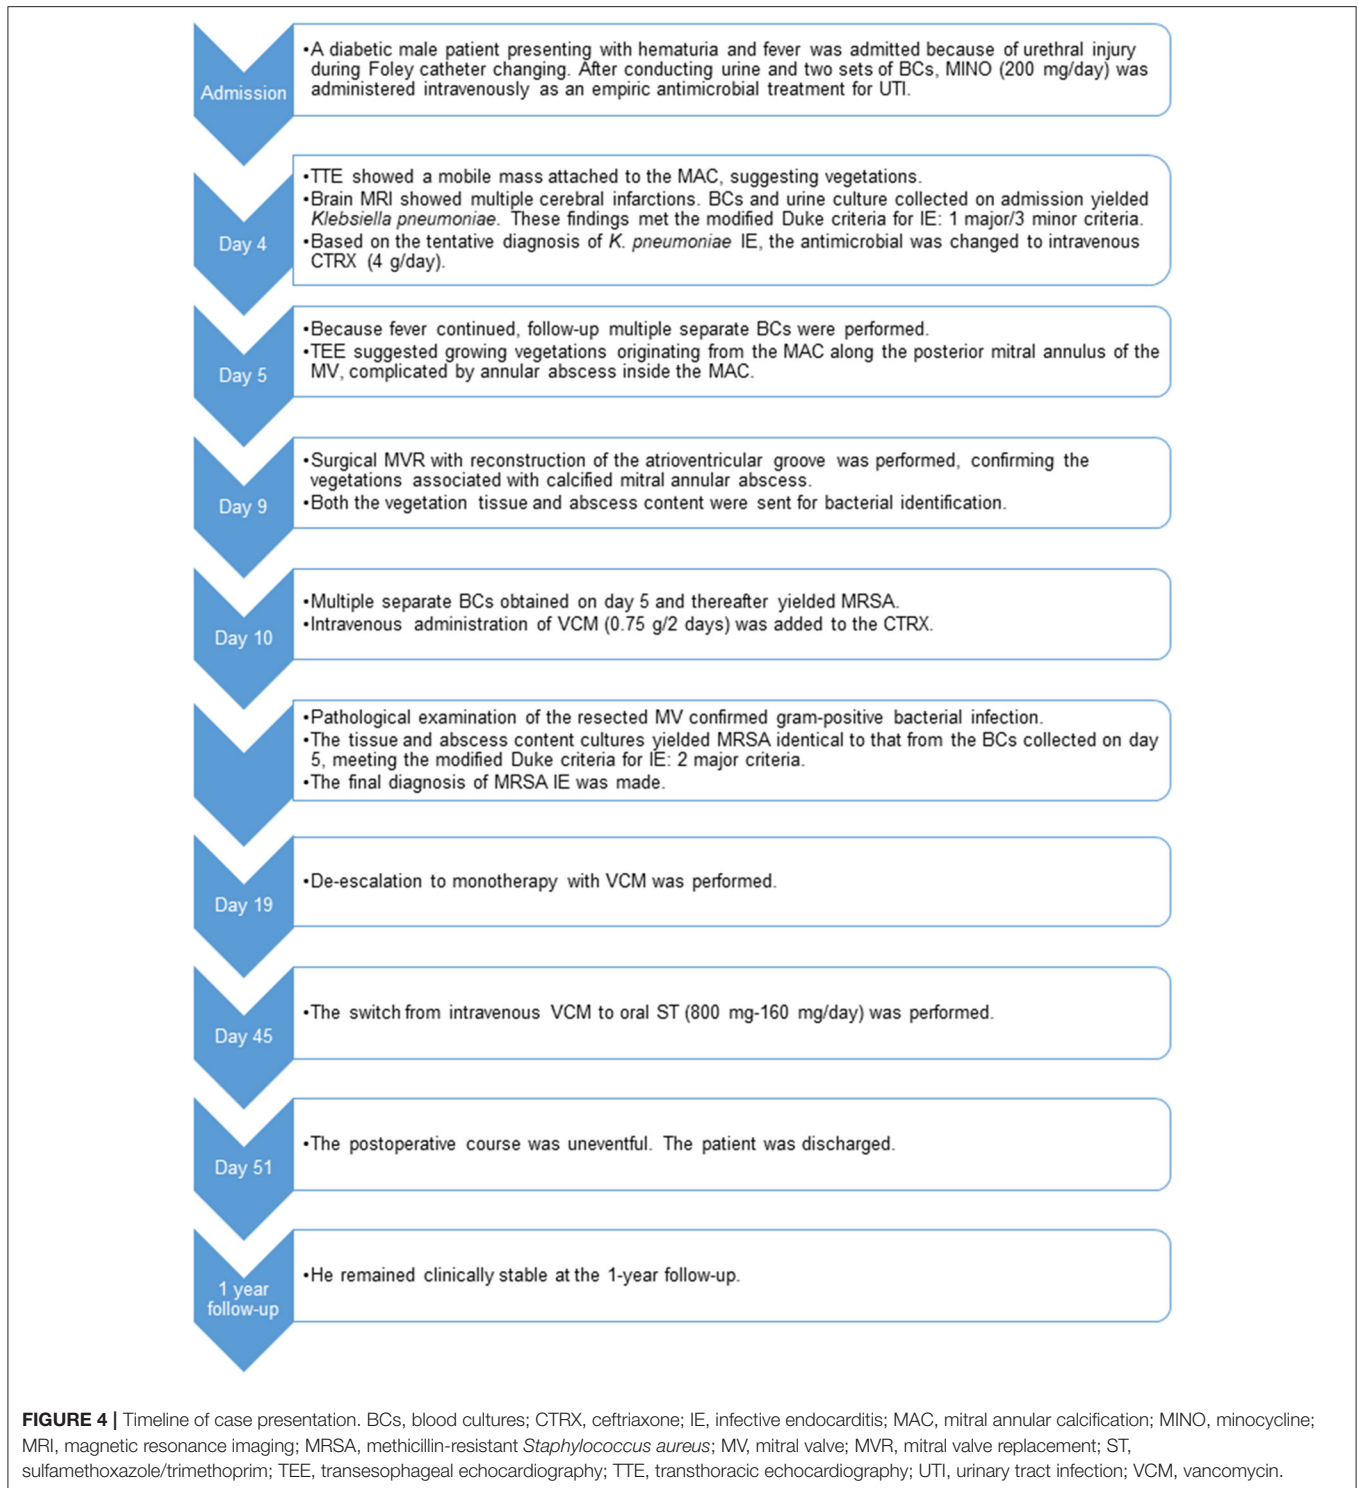 Admission
•A diabetic male patient presenting with hematuria and fever was admitted because of urethral injury
during Foley catheter changing. After conducting urine and two sets of BCs, MINO (200 mg/day) was
administered intravenously as an empiric antimicrobial treatment for UTI.
Day 4
•TTE showed a mobile mass attached to the MAC, suggesting vegetations.
•Brain MRI showed multiple cerebral infarctions. BCs and urine culture collected on admission yielded
Klebsiella pneumoniae. These findings met the modified Duke criteria for IE: 1 major/3 minor criteria.
•Based on the tentative diagnosis of K. pneumoniae IE, the antimicrobial was changed to intravenous
CTRX (4 g/day).
Day 5
•Because fever continued, follow-up multiple separate BCs were performed.
•TEE suggested growing vegetations originating from the MAC along the posterior mitral annulus of the
MV, complicated by annular abscess inside the MAC.
Day 9
•Surgical MVR with reconstruction of the atrioventricular groove was performed, confirming the
vegetations associated with calcified mitral annular abscess.
•Both the vegetation tissue and abscess content were sent for bacterial identification.
Day 10
•Multiple separate BCs obtained on day 5 and thereafter yielded MRSA.
•Intravenous administration of VCM (0.75 g/2 days) was added to the CTRX.
•Pathological examination of the resected MV confirmed gram-positive bacterial infection.
•The tissue and abscess content cultures yielded MRSA identical to that from the BCs collected on day
5, meeting the modified Duke criteria for IE: 2 major criteria.
•The final diagnosis of MRSA IE was made.
Day 19
•De-escalation to monotherapy with VCM was performed.
Day 45
•The switch from intravenous VCM to oral ST (800 mg-160 mg/day) was performed.
Day 51
•The postoperative course was uneventful. The patient was discharged.
1 year
follow-up
•He remained clinically stable at the 1-year follow-up.
FIGURE 4 | Timeline of case presentation. BCs, blood cultures; CTRX, ceftriaxone; IE, infective endocarditis; MAC, mitral annular calcification; MINO, minocycline;
MRI, magnetic resonance imaging; MRSA, methicillin-resistant Staphylococcus aureus; MV, mitral valve; MVR, mitral valve replacement; ST,
sulfamethoxazole/trimethoprim; TEE, transesophageal echocardiography; TTE, transthoracic echocardiography; UTI, urinary tract infection; VCM, vancomycin.